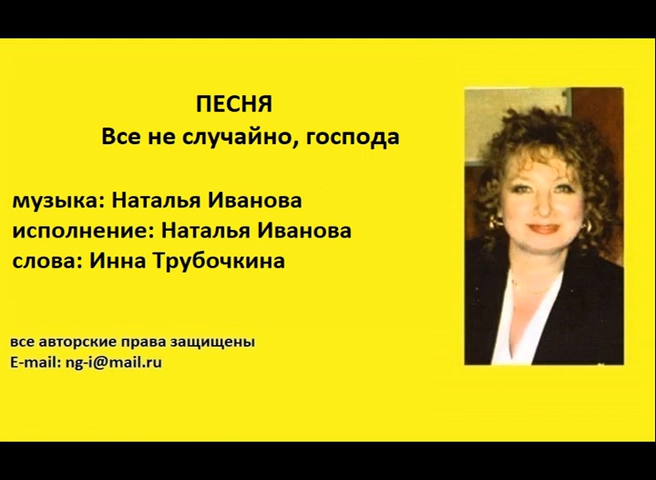 ПЕСНЯ
Все не случайно, господа
музыка: Наталья Иванова
исполнение: Наталья Иванова
слова: Инна Трубочкина
все авторские права защищены
E-mail: ng-i@mail.ru